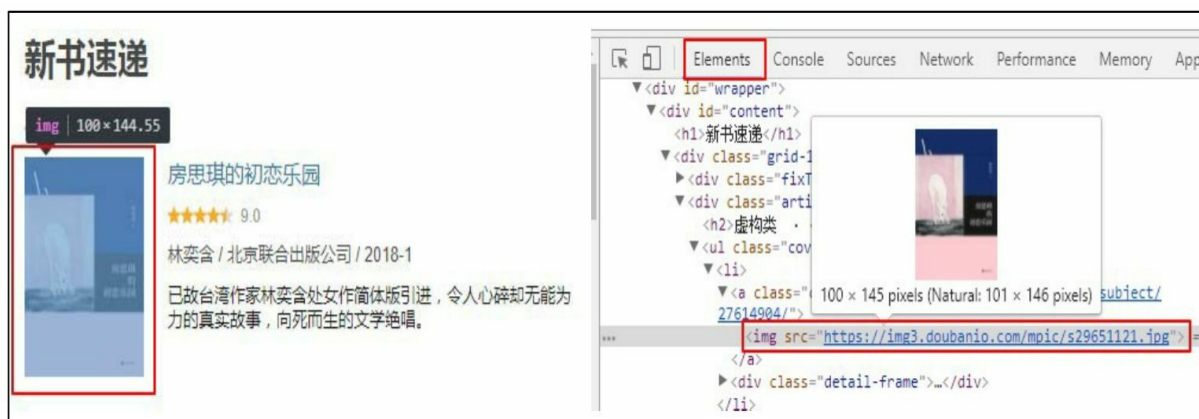 新书速递
img | 100×144.55
房思琪的初恋乐园
9.0
林奕含 / 北京联合出版公司 / 2018-1
已故台湾作家林奕含处女作简体版引进，令人心碎却无能为
力的真实故事，向死而生的文学绝唱。
Elements Console Sources Network Performance Memory App
▼<div id="wrapper">
▼<div id="content">
<h1>新书速递</h1>
▼<div class="grid-1
▶<div class="fixT
▼<div class="arti
<h2>虚构类 ·
▼<ul class="cov
▼<li>
▼<a class="
subject/
27614904/">
100 × 145 pixels (Natural: 101 × 146 pixels)
... <img src="https://img3.doubanio.com/mpic/s29651121.jpg"> =
</a>
▶<div class="detail-frame">…</div>
</li>